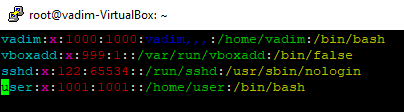 root@vadim-VirtualBox: ~
vadim:x:1000:1000:vadim,,,:/home/vadim:/bin/bash
vboxadd:x:999:1::/var/run/vboxadd:/bin/false
sshd:x:122:65534::/run/sshd:/usr/sbin/nologin
user:x:1001:1001::/home/user:/bin/bash